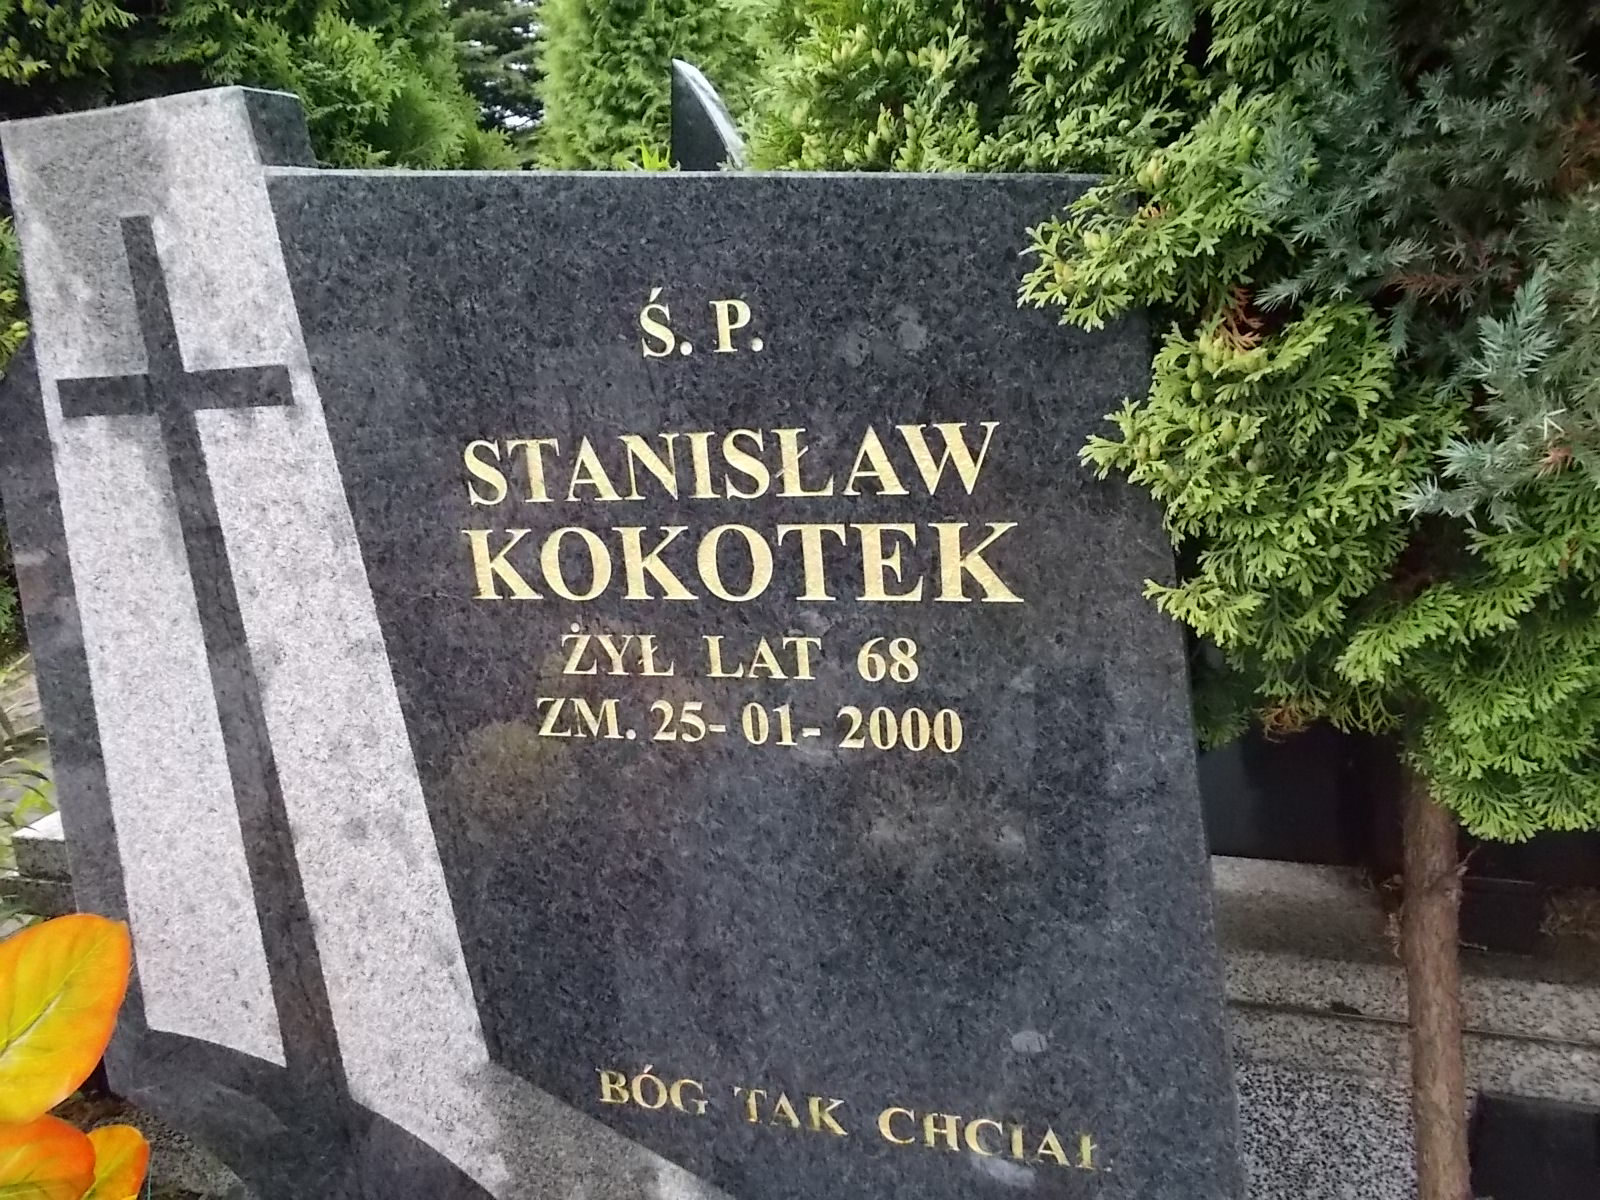 Ś. P.
STANISŁAW
KOKOTEK
ŻYŁ LAT 68
ZM. 25-01-2000
BÓG TAK CHCIAŁ